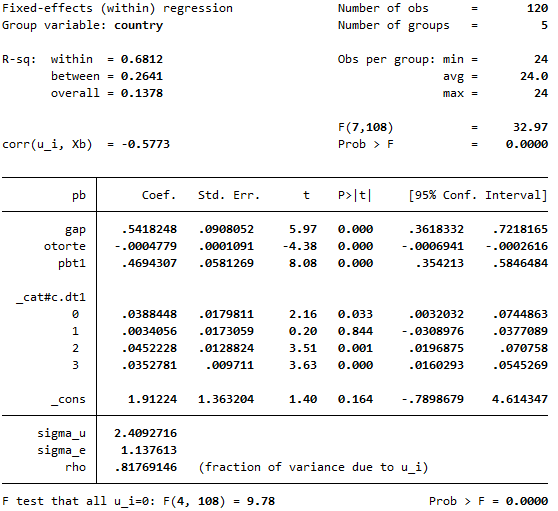 Fixed-effects (within) regression Number of obs = 120
Group variable: country Number of groups = 5
R-sq: within = 0.6812 Obs per group: min = 24
between = 0.2641 avg = 24.0
overall = 0.1378 max = 24
F(7,108) = 32.97
corr(u_i, Xb) = -0.5773 Prob > F = 0.0000
pb Coef. Std. Err. t P>|t| [95% Conf. Interval]
gap .5418248 .0908052 5.97 0.000 .3618332 .7218165
otorte -.0004779 .0001091 -4.38 0.000 -.0006941 -.0002616
pbt1 .4694307 .0581269 8.08 0.000 .354213 .5846484
_cat#c.dt1
0 .0388448 .0179811 2.16 0.033 .0032032 .0744863
1 .0034056 .0173059 0.20 0.844 -.0308976 .0377089
2 .0452228 .0128824 3.51 0.001 .0196875 .070758
3 .0352781 .009711 3.63 0.000 .0160293 .0545269
_cons 1.91224 1.363204 1.40 0.164 -.7898679 4.614347
sigma_u 2.4092716
sigma_e 1.137613
rho .81769146 (fraction of variance due to u_i)
F test that all u_i=0: F(4, 108) = 9.78 Prob > F = 0.0000